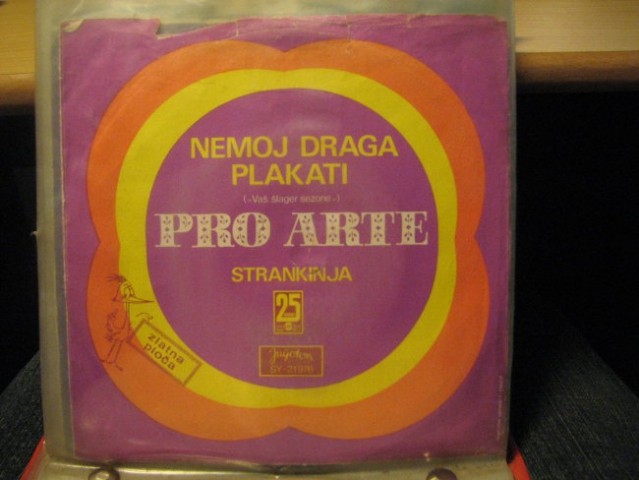 NEMOJ DRAGA
PLAKATI
(»Vaš šlager sezone«)
PRO ARTE
STRANKINJA
25
zlatna
ploča
Jugoton